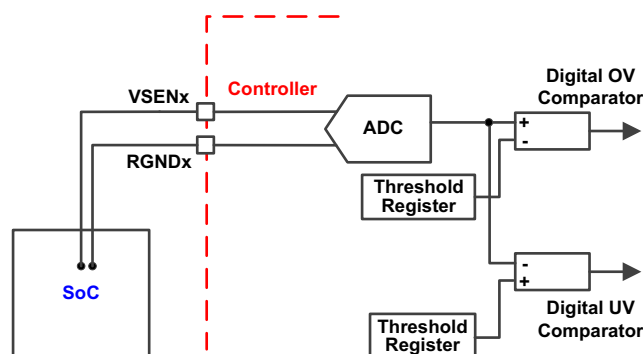 Digital OV
Comparator
VSENx
Controller
+
ADC
-
RGNDx
Threshold
Register
-
+
SoC
Digital UV
Comparator
Threshold
Register